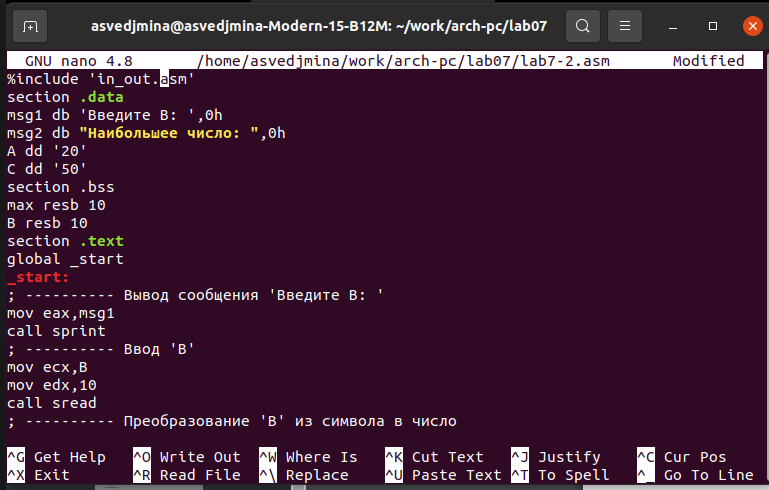 asvedjmina@asvedjmina-Modern-15-B12M: ~/work/arch-pc/lab07
GNU nano 4.8 /home/asvedjmina/work/arch-pc/lab07/lab7-2.asm Modified
%include 'in_out.asm'
section .data
msg1 db 'Введите B: ',0h
msg2 db "Наибольшее число: ",0h
A dd '20'
C dd '50'
section .bss
max resb 10
B resb 10
section .text
global _start
_start:
; ---------- Вывод сообщения 'Введите B: '
mov eax,msg1
call sprint
; ---------- Ввод 'B'
mov ecx,B
mov edx,10
call sread
; ---------- Преобразование 'B' из символа в число
^G Get Help ^O Write Out ^W Where Is ^K Cut Text ^J Justify ^C Cur Pos
^X Exit ^R Read File ^\ Replace ^U Paste Text ^T To Spell ^_ Go To Line